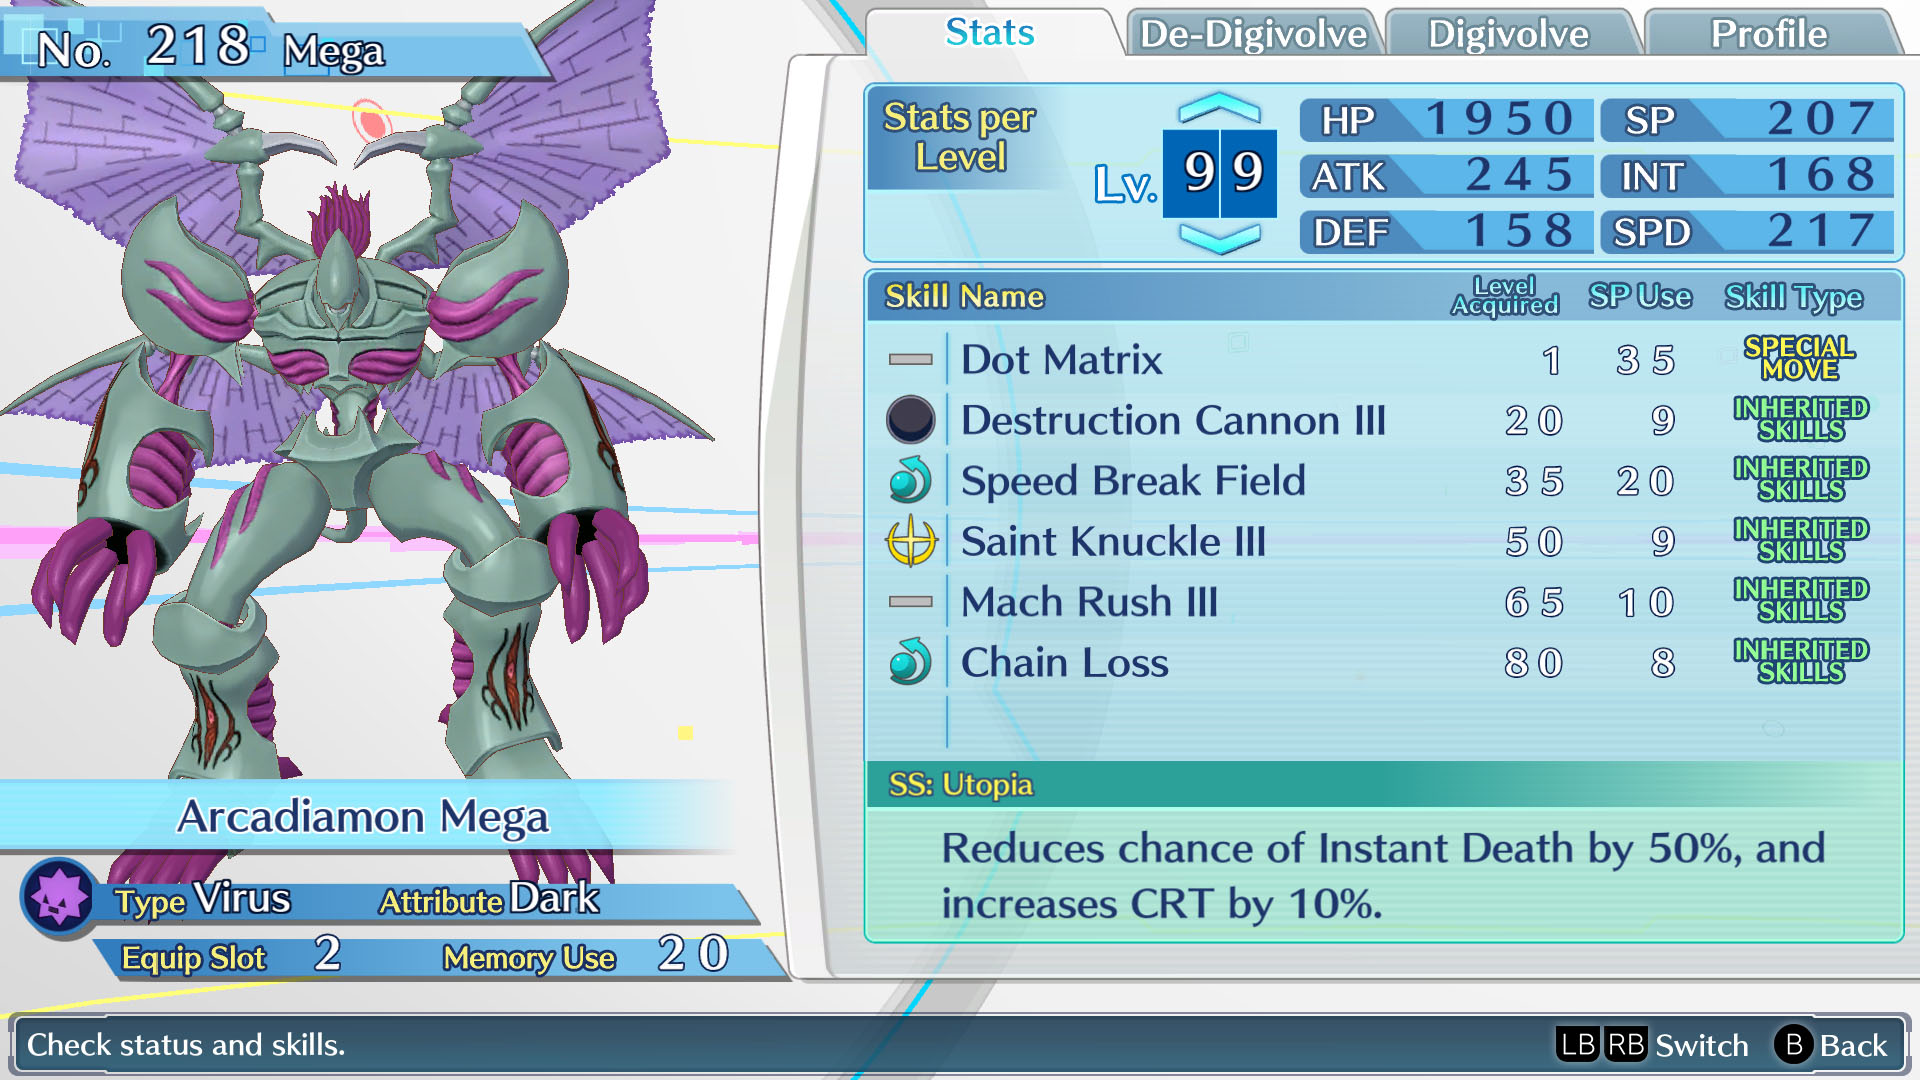 No. 218 Mega
Stats
De-Digivolve
Digivolve
Profile
Stats per
Level
Lv. 99
HP 1950
SP 207
ATK 245
INT 168
DEF 158
SPD 217
Skill Name
Level
Acquired
SP Use
Skill Type
Dot Matrix 1 35 SPECIAL
MOVE
Destruction Cannon III 20 9 INHERITED
SKILLS
Speed Break Field 35 20 INHERITED
SKILLS
Saint Knuckle III 50 9 INHERITED
SKILLS
Mach Rush III 65 10 INHERITED
SKILLS
Chain Loss 80 8 INHERITED
SKILLS
SS: Utopia
Reduces chance of Instant Death by 50%, and
increases CRT by 10%.
Arcadiamon Mega
Type Virus
Attribute Dark
Equip Slot 2
Memory Use 20
Check status and skills.
LB RB Switch
B Back